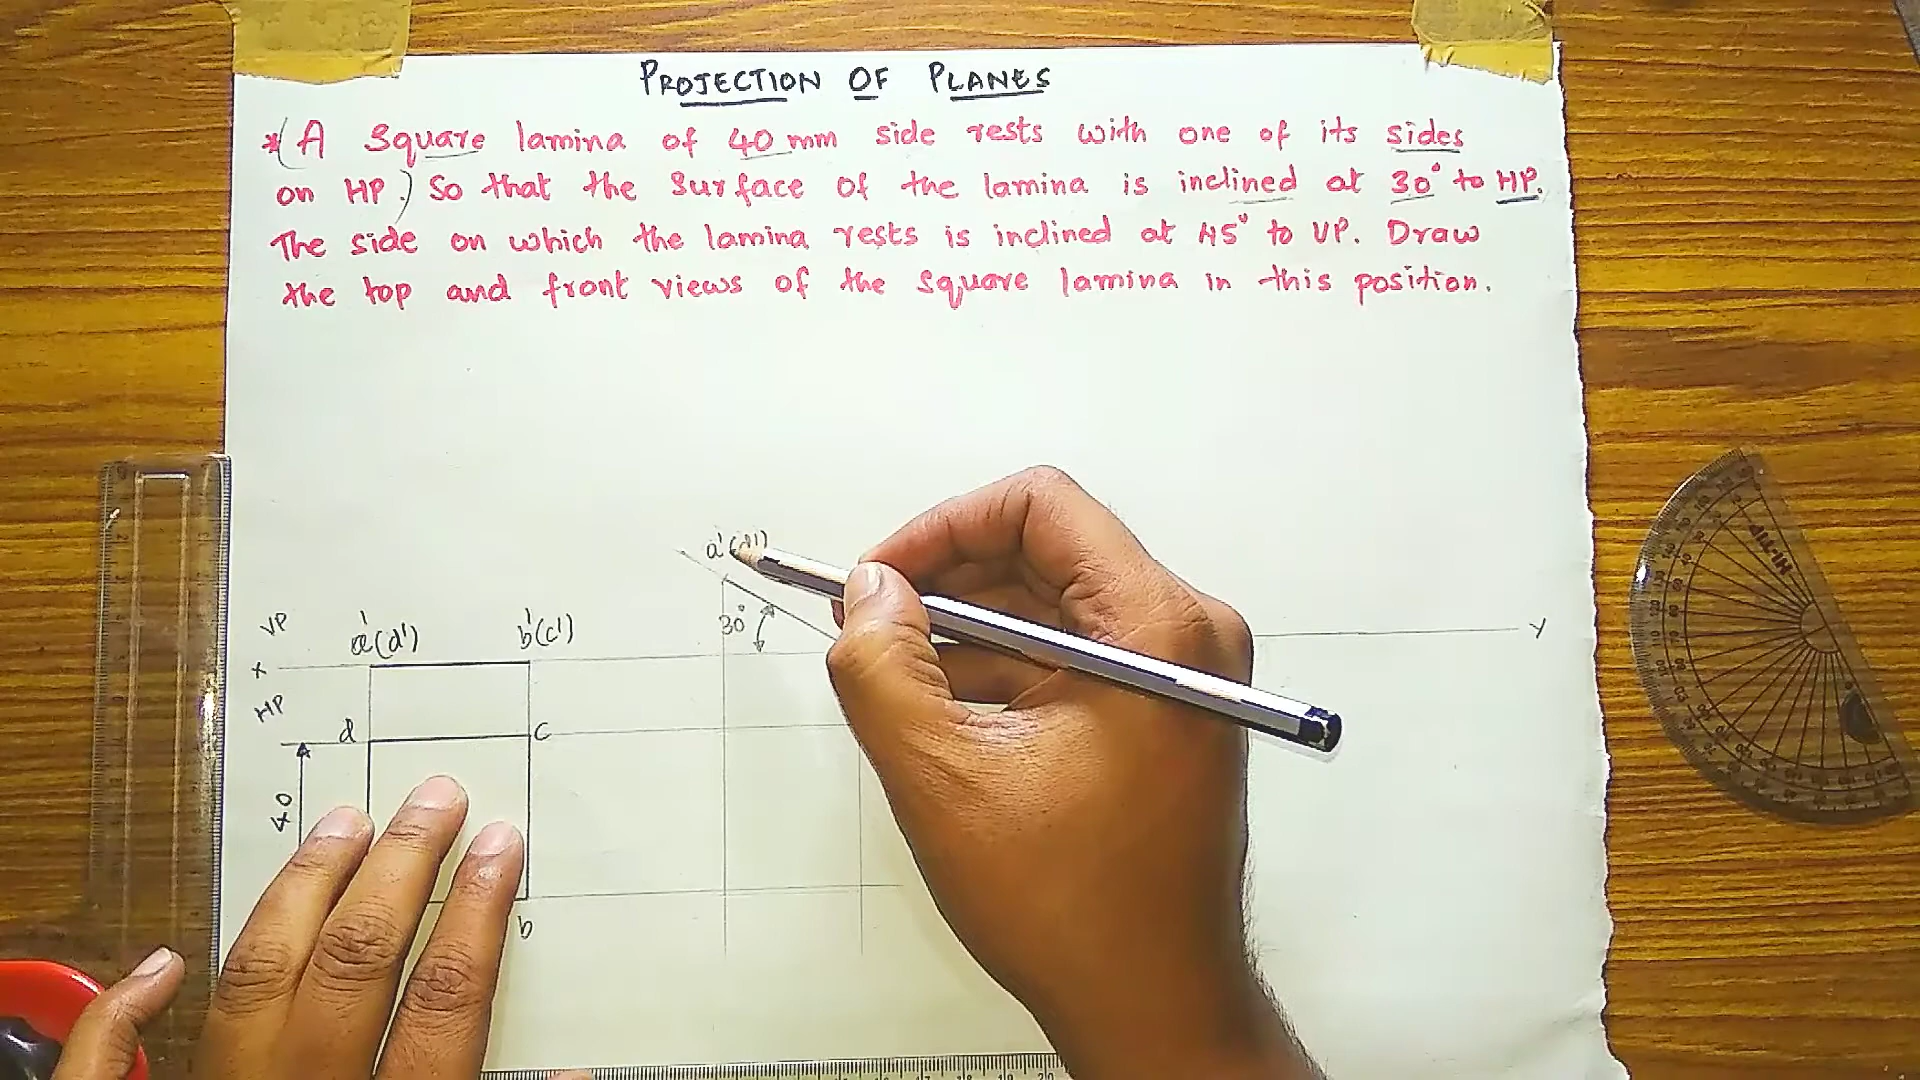 PROJECTION OF PLANES
*(A Square lamina of 40 mm side rests with one of its sides
on HP.) So that the Surface of the lamina is inclined at 30° to HP.
The side on which the lamina rests is inclined at 45° to VP. Draw
the top and front views of the square lamina in this position.
a'(d')
30°
VP
a'(d')
b'(c')
X
Y
HP
d
c
40
b